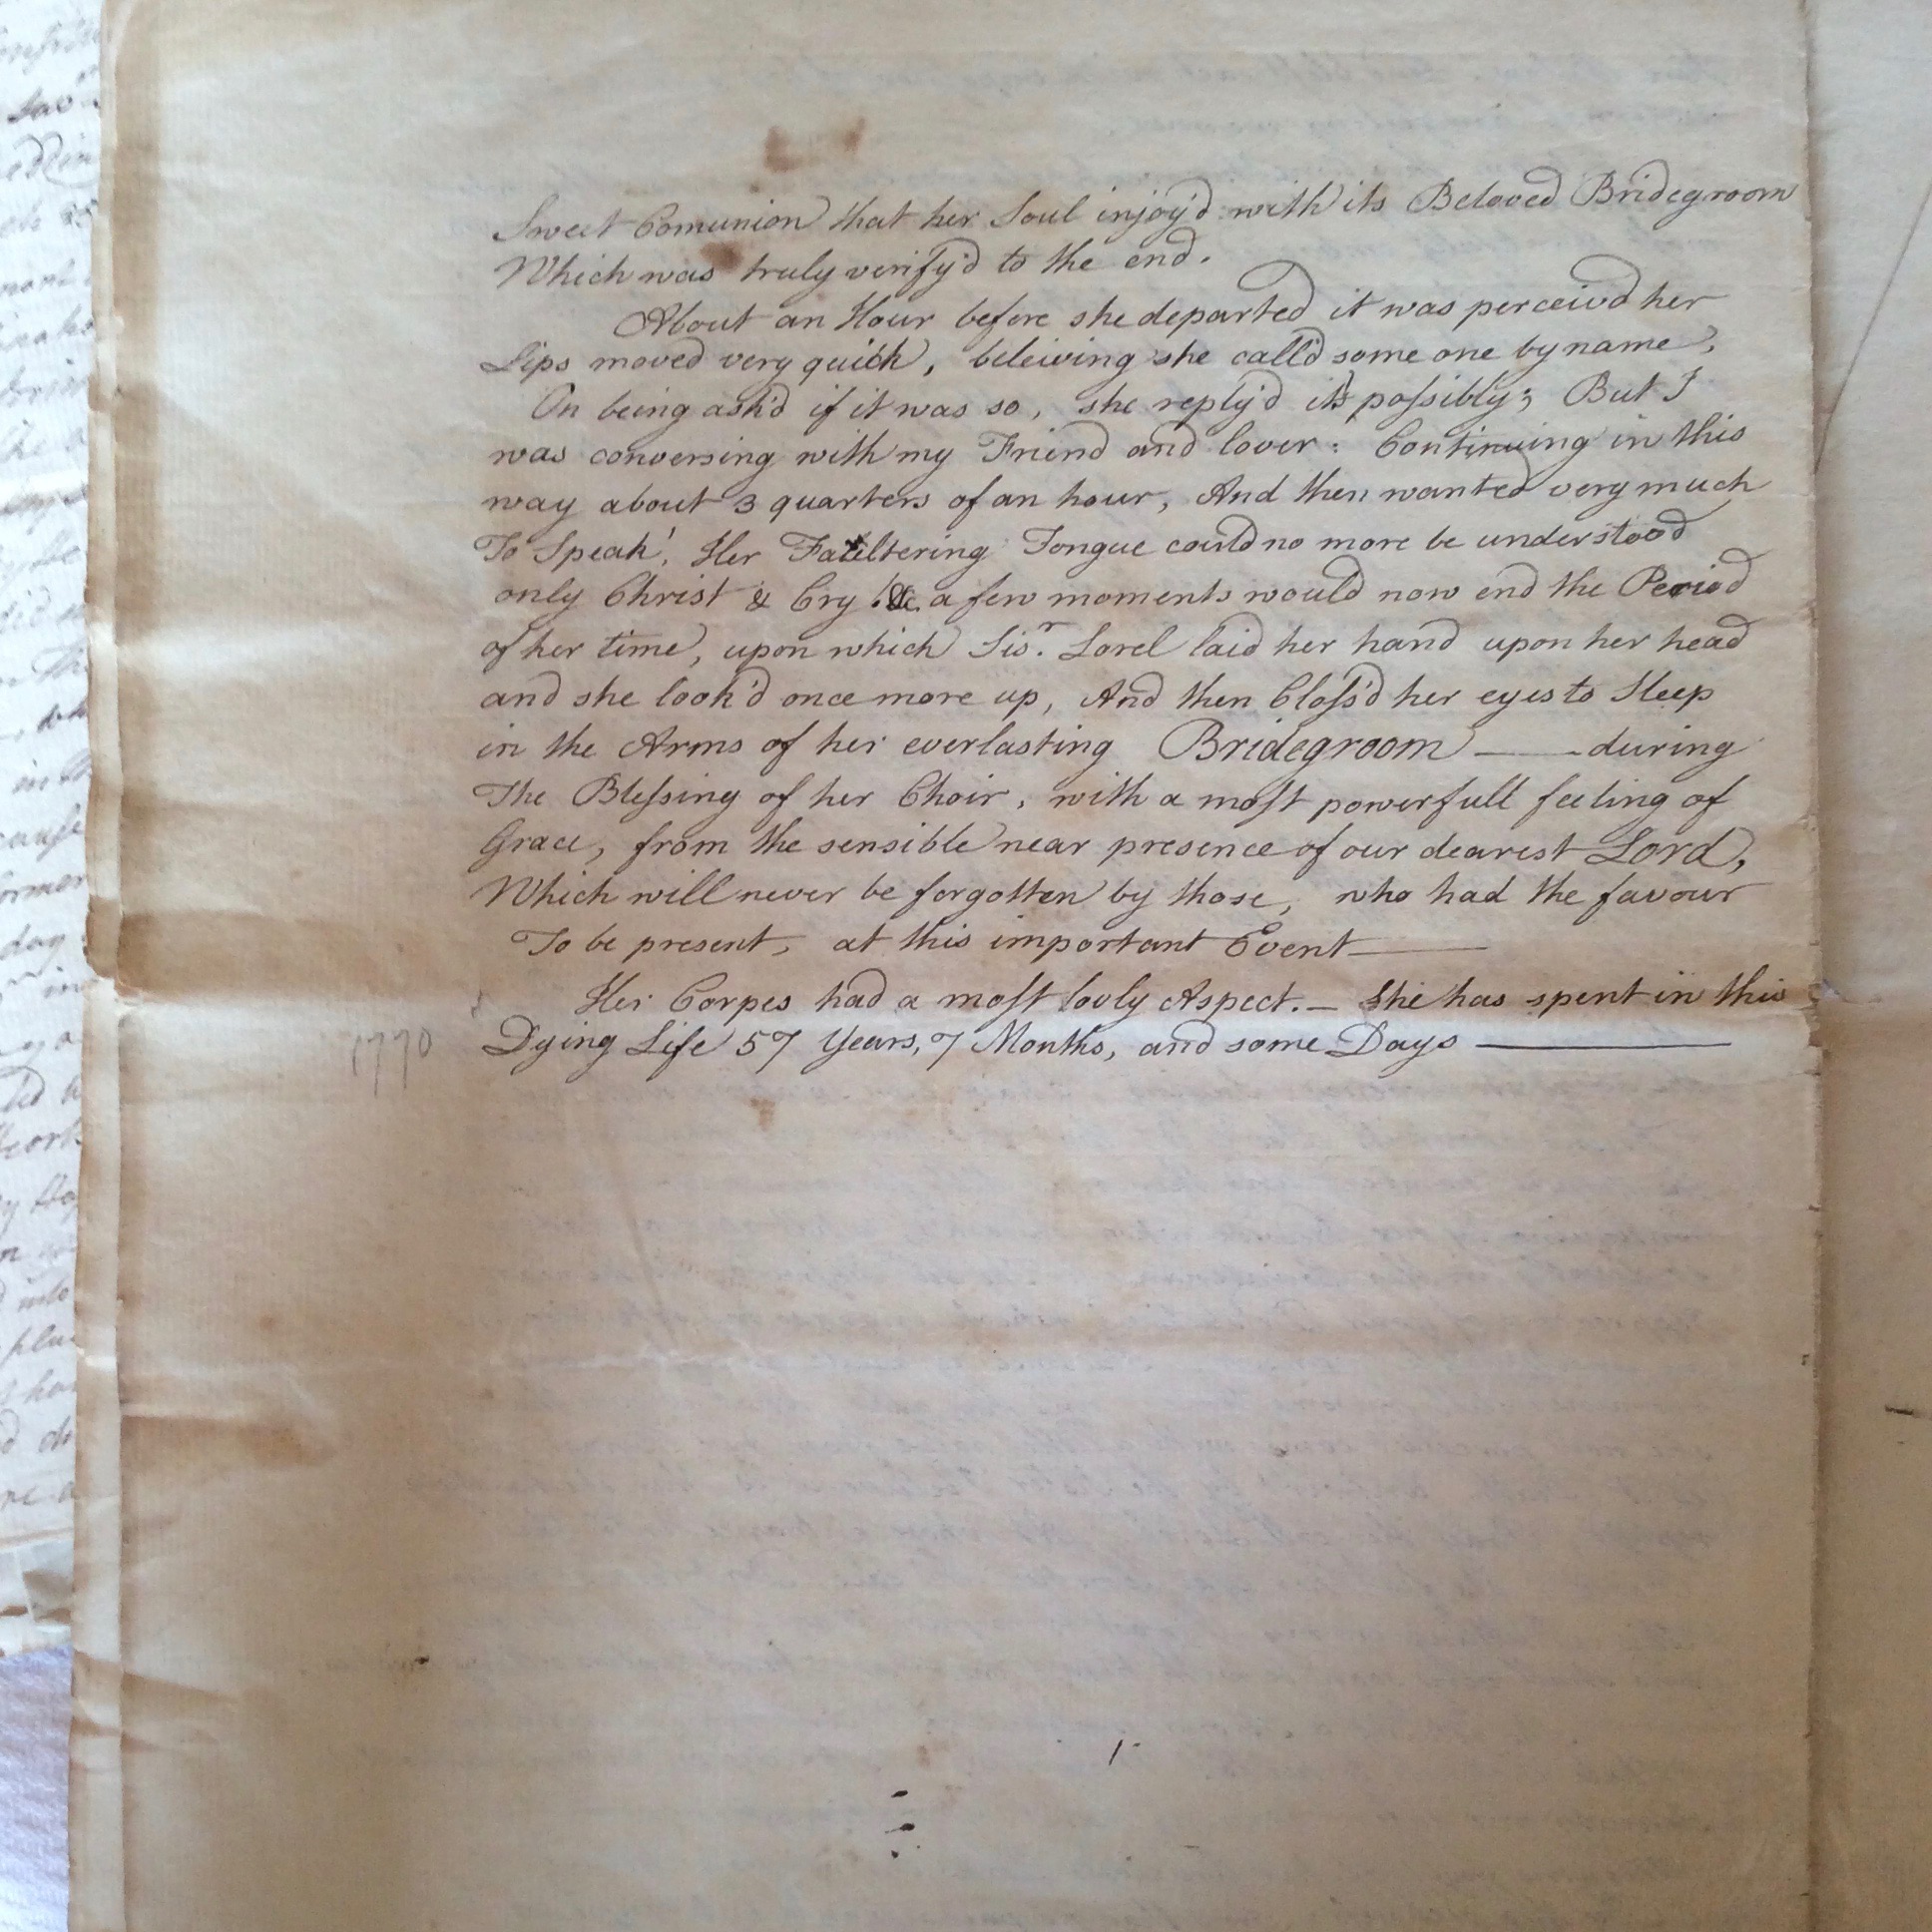 Sweet Comunion that her Soul injoy'd with its Beloved Bridegroom
Which was truly verify'd to the end.
About an Hour before she departed it was perceivd her
Lips moved very quick, beleiving she call'd some one by name,
On being ask'd if it was so, she reply'd its poſsibly; But I
was conversing with my Friend and lover: Continuing in this
way about 3 quarters of an hour, And then wanted very much
To Speak! Her Faultering Tongue could no more be understood
only Christ & Cry! &c. a few moments would now end the Period
of her time, upon which Sisr. Lorel laid her hand upon her head
and she look'd once more up, And then Cloſs'd her eyes to Sleep
in the Arms of her everlasting Bridegroom —— during
The Bleſsing of her Choir, with a moſt powerfull feeling of
Grace, from the sensible near presence of our dearest Lord,
Which will never be forgotten by those, who had the favour
To be present, at this important Event ——
Her Corpes had a moſt lovly Aspect. — She has spent in this
1770 Dying Life 57 Years, 7 Months, and some Days ——